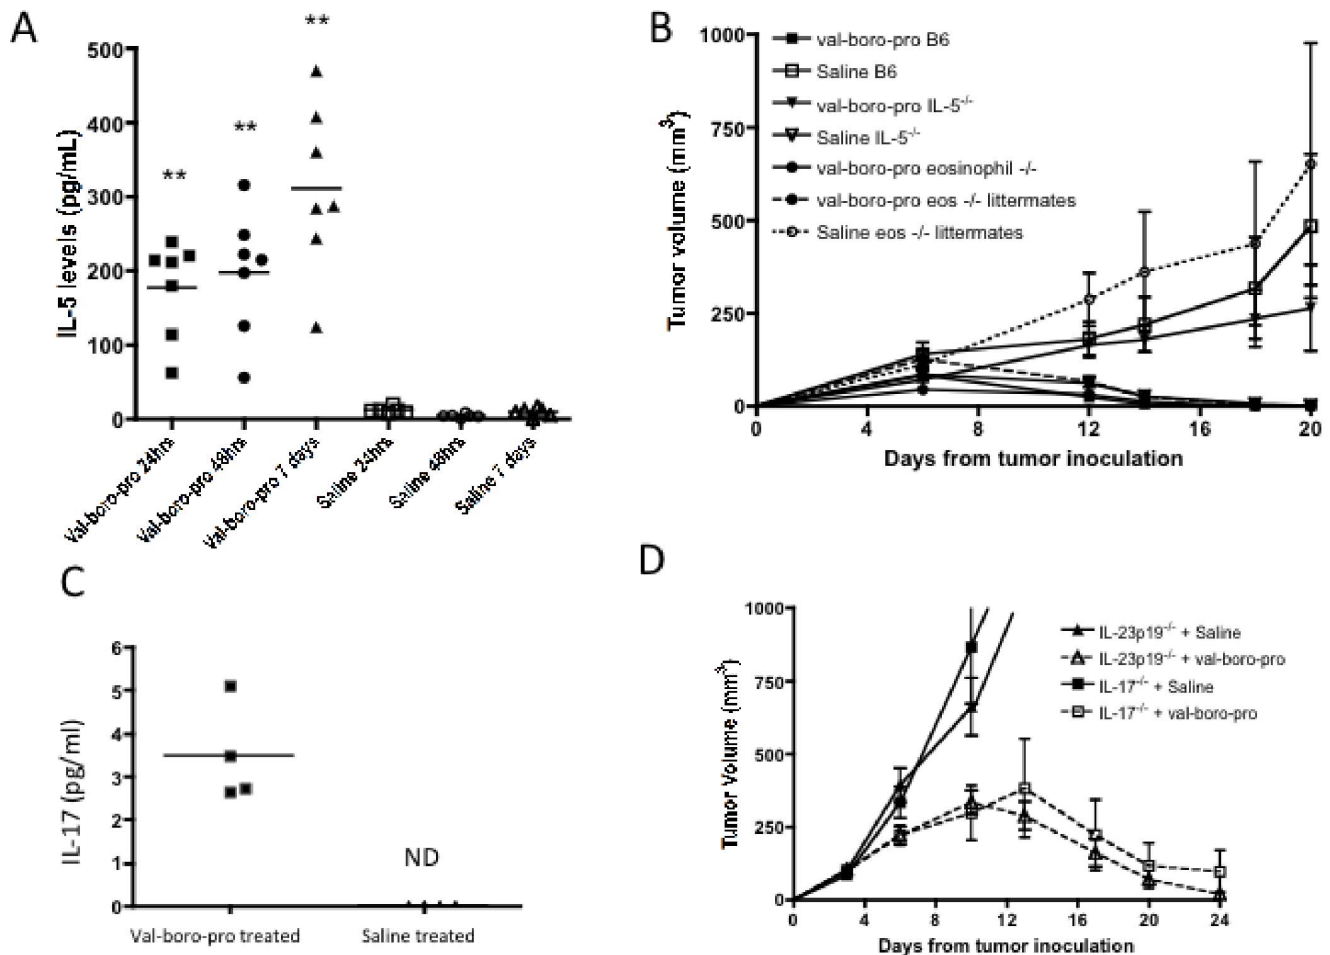 A
**
**
**
500
400
300
200
100
0
IL-5 levels (pg/mL)
Val-boro-pro 24hrs
Val-boro-pro 48hrs
Val-boro-pro 7 days
Saline 24hrs
Saline 48hrs
Saline 7 days
B
val-boro-pro B6
Saline B6
val-boro-pro IL-5-/-
Saline IL-5-/-
val-boro-pro eosinophil -/-
val-boro-pro eos -/- littermates
Saline eos -/- littermates
1000
750
500
250
0
Tumor volume (mm3)
0 4 8 12 16 20
Days from tumor inoculation
C
6
5
4
3
2
1
0
IL-17 (pg/ml)
ND
Val-boro-pro treated
Saline treated
D
1000
750
500
250
0
Tumor Volume (mm3)
IL-23p19-/- + Saline
IL-23p19-/- + val-boro-pro
IL-17-/- + Saline
IL-17-/- + val-boro-pro
0 4 8 12 16 20 24
Days from tumor inoculation